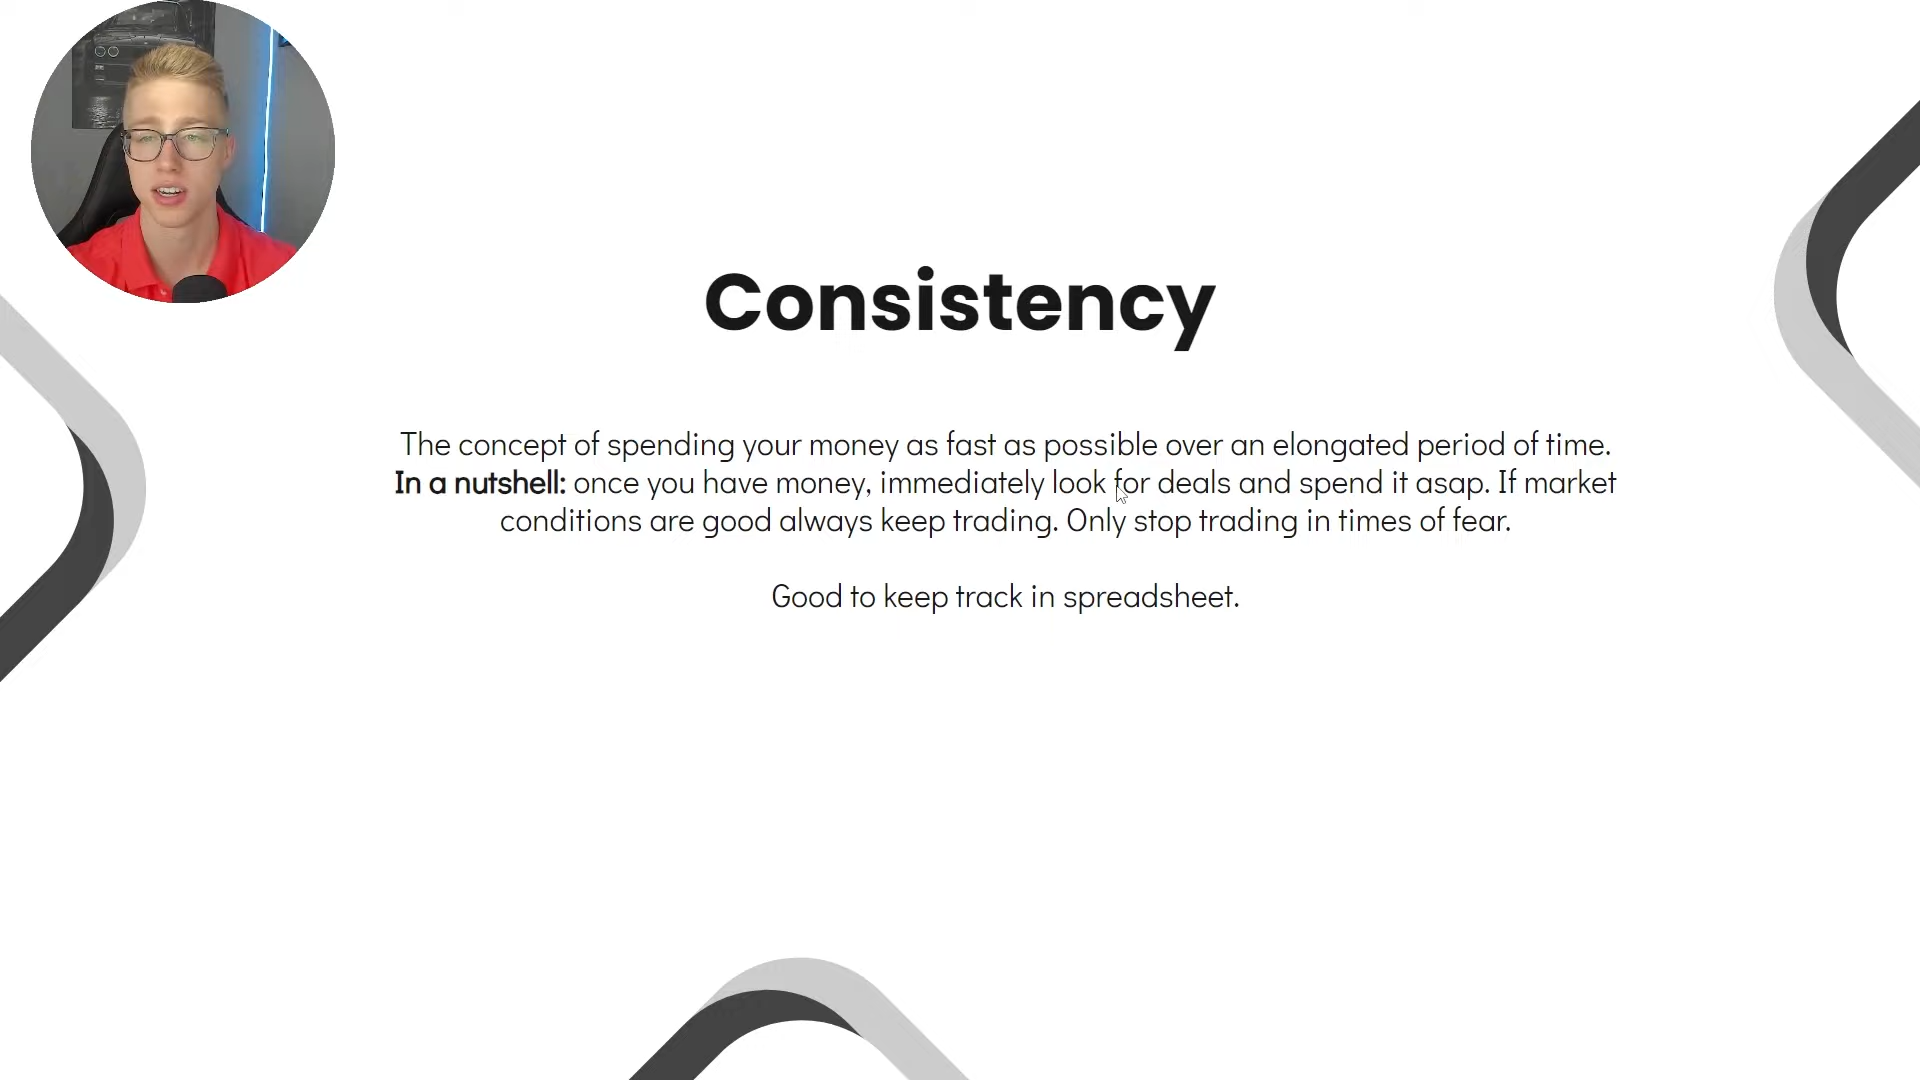 Consistency
The concept of spending your money as fast as possible over an elongated period of time.
In a nutshell: once you have money, immediately look for deals and spend it asap. If market
conditions are good always keep trading. Only stop trading in times of fear.
Good to keep track in spreadsheet.